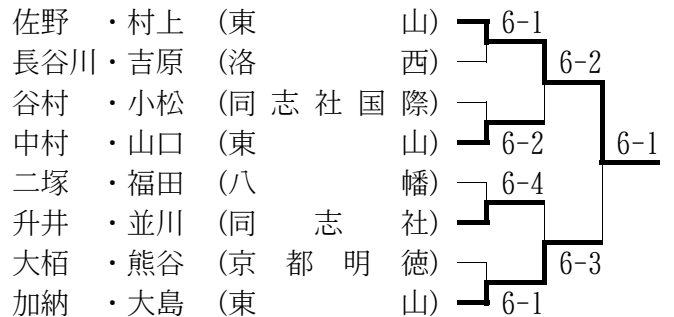 佐野 ・村上 (東 山) 6-1
長谷川・吉原 (洛 西) 6-2
谷村 ・小松 (同志社国際)
中村 ・山口 (東 山) 6-2 6-1
二塚 ・福田 (八 幡) 6-4
升井 ・並川 (同 志 社)
大栢 ・熊谷 (京都明徳) 6-3
加納 ・大島 (東 山) 6-1